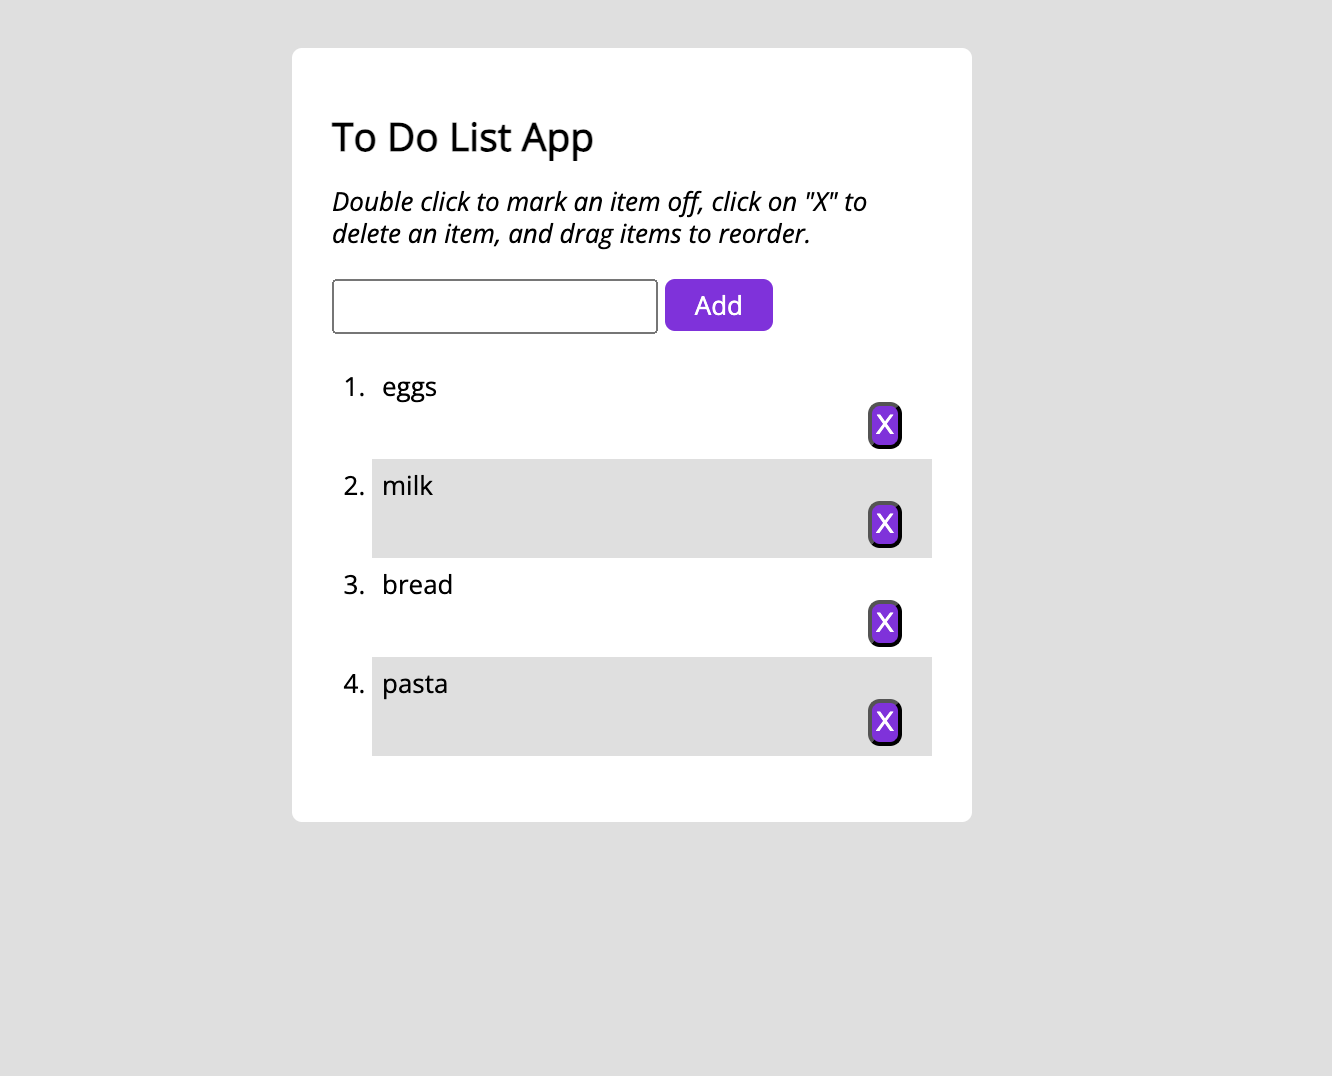 To Do List App
Double click to mark an item off, click on "X" to
delete an item, and drag items to reorder.
Add
1. eggs
X
2. milk
X
3. bread
X
4. pasta
X